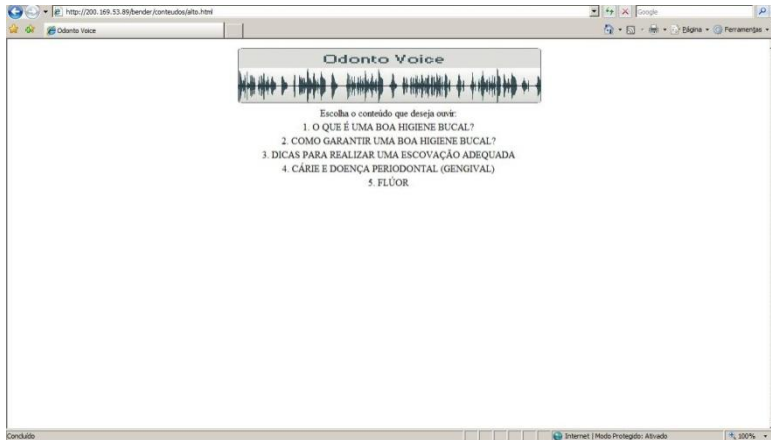 http://200.169.53.89/bender/conteudos/alto.html
Google
Odonto Voice
Página
Ferramentas
Odonto Voice
Escolha o conteúdo que deseja ouvir:
1. O QUE É UMA BOA HIGIENE BUCAL?
2. COMO GARANTIR UMA BOA HIGIENE BUCAL?
3. DICAS PARA REALIZAR UMA ESCOVAÇÃO ADEQUADA
4. CÁRIE E DOENÇA PERIODONTAL (GENGIVAL)
5. FLÚOR
Concluído
Internet | Modo Protegido: Ativado
100%